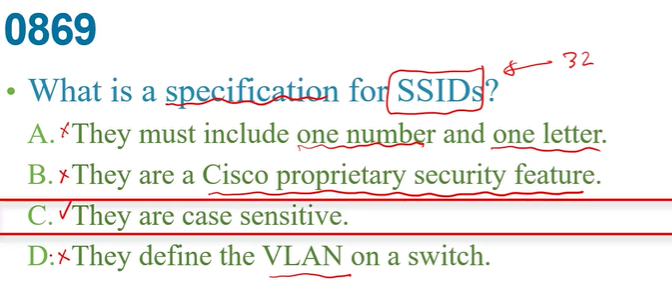 0869
32
• What is a specification for SSIDs?
A. They must include one number and one letter.
B. They are a Cisco proprietary security feature.
C. They are case sensitive.
D: They define the VLAN on a switch.